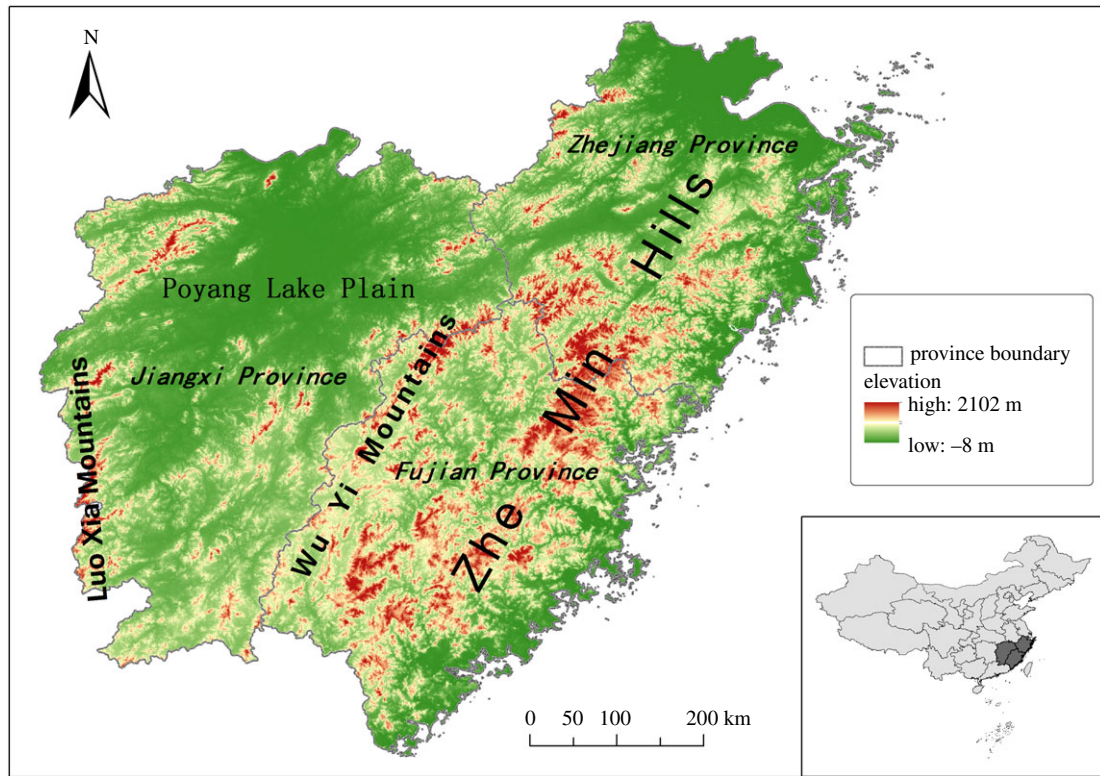 N
Zhejiang Province
Zhe Min Hills
Poyang Lake Plain
Jiangxi Province
Luo Xia Mountains
Wu Yi Mountains
Fujian Province
province boundary
elevation
high: 2102 m
low: –8 m
0 50 100 200 km